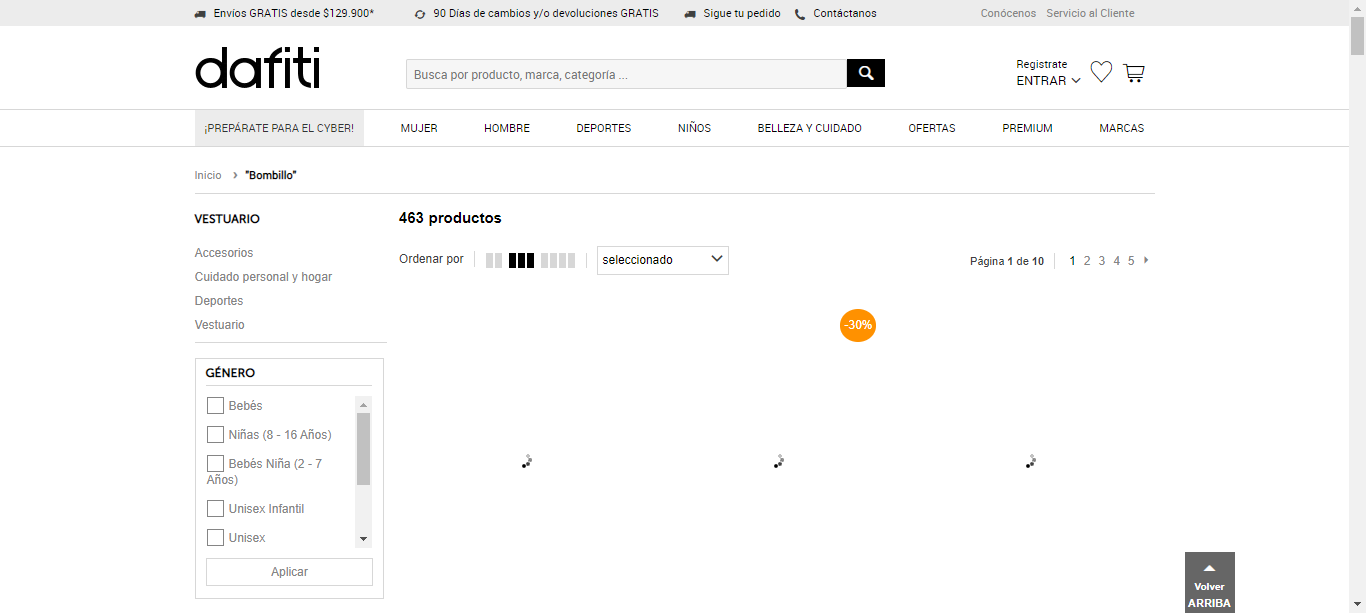 Envíos GRATIS desde $129.900*
90 Días de cambios y/o devoluciones GRATIS
Sigue tu pedido
Contáctanos
Conócenos
Servicio al Cliente
dafiti
Busca por producto, marca, categoría ...
Registrate
ENTRAR
¡PREPÁRATE PARA EL CYBER!
MUJER
HOMBRE
DEPORTES
NIÑOS
BELLEZA Y CUIDADO
OFERTAS
PREMIUM
MARCAS
Inicio > "Bombillo"
VESTUARIO
Accesorios
Cuidado personal y hogar
Deportes
Vestuario
GÉNERO
Bebés
Niñas (8 - 16 Años)
Bebés Niña (2 - 7
Años)
Unisex Infantil
Unisex
Aplicar
463 productos
Ordenar por
seleccionado
Página 1 de 10
1 2 3 4 5
-30%
Volver
ARRIBA